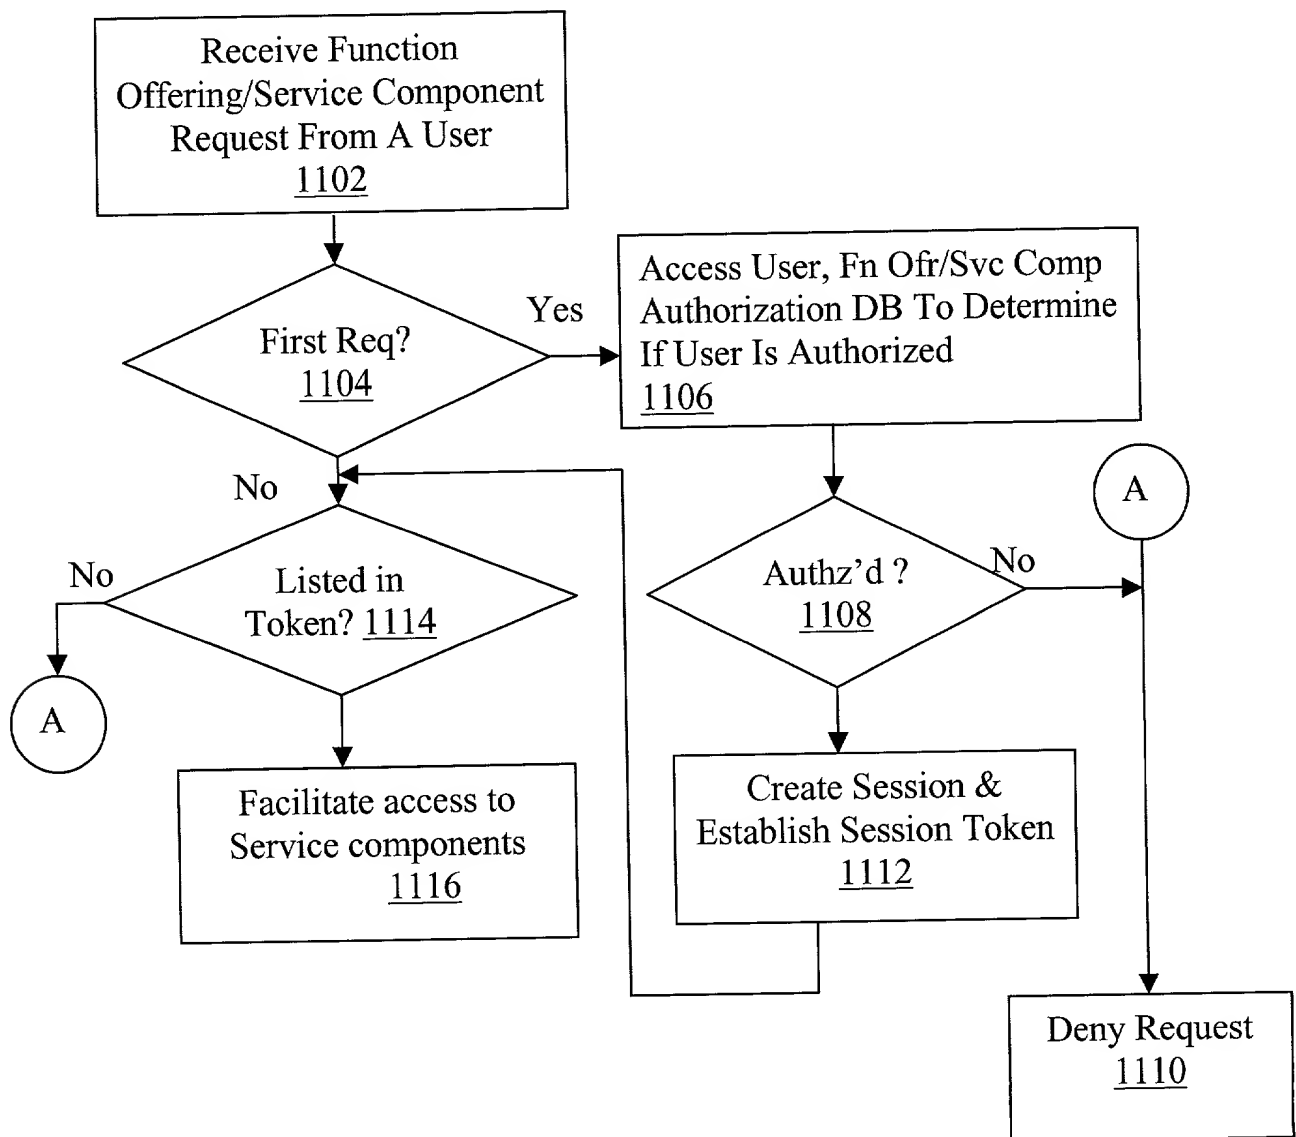 Receive Function
Offering/Service Component
Request From A User
1102
First Req?
1104
Yes
Access User, Fn Ofr/Svc Comp
Authorization DB To Determine
If User Is Authorized
1106
No
A
Authz'd ?
1108
No
No
Listed in
Token? 1114
A
Create Session &
Establish Session Token
1112
Facilitate access to
Service components
1116
Deny Request
1110